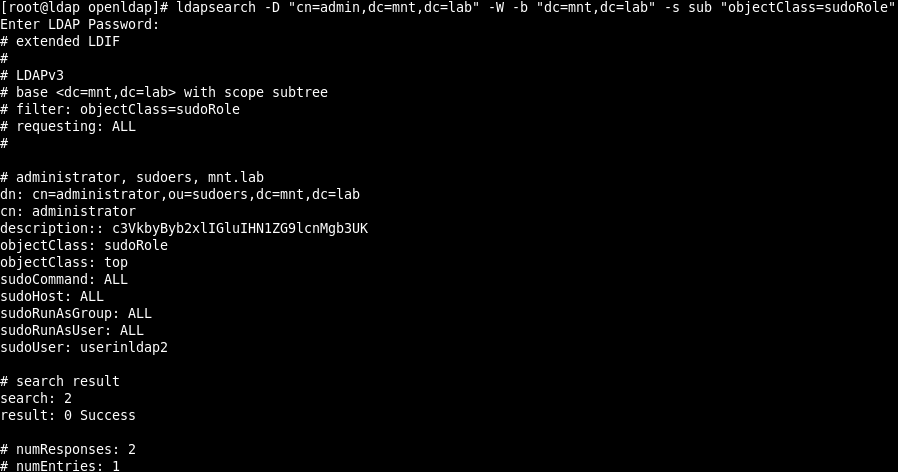 [root@ldap openldap]# ldapsearch -D "cn=admin,dc=mnt,dc=lab" -W -b "dc=mnt,dc=lab" -s sub "objectClass=sudoRole"
Enter LDAP Password:
# extended LDIF
#
# LDAPv3
# base <dc=mnt,dc=lab> with scope subtree
# filter: objectClass=sudoRole
# requesting: ALL
#
# administrator, sudoers, mnt.lab
dn: cn=administrator,ou=sudoers,dc=mnt,dc=lab
cn: administrator
description:: c3VkbyByb2xlIGluIHN1ZG9lcnMgb3UK
objectClass: sudoRole
objectClass: top
sudoCommand: ALL
sudoHost: ALL
sudoRunAsGroup: ALL
sudoRunAsUser: ALL
sudoUser: userinldap2
# search result
search: 2
result: 0 Success
# numResponses: 2
# numEntries: 1